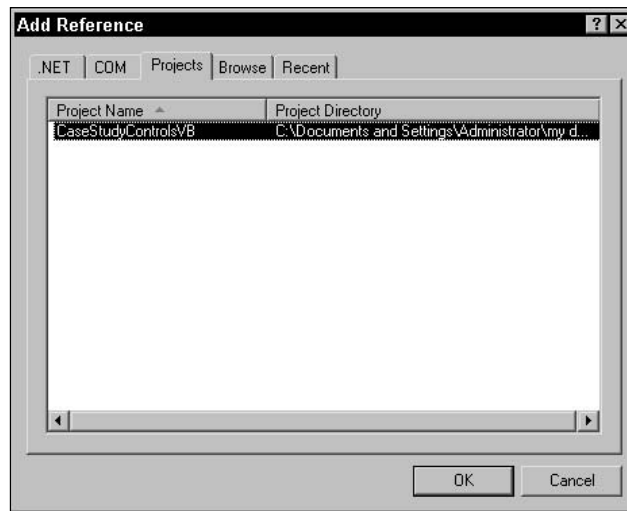 Add Reference
.NET COM Projects Browse Recent
Project Name Project Directory
CaseStudyControlsVB C:\Documents and Settings\Administrator\my d...
OK Cancel